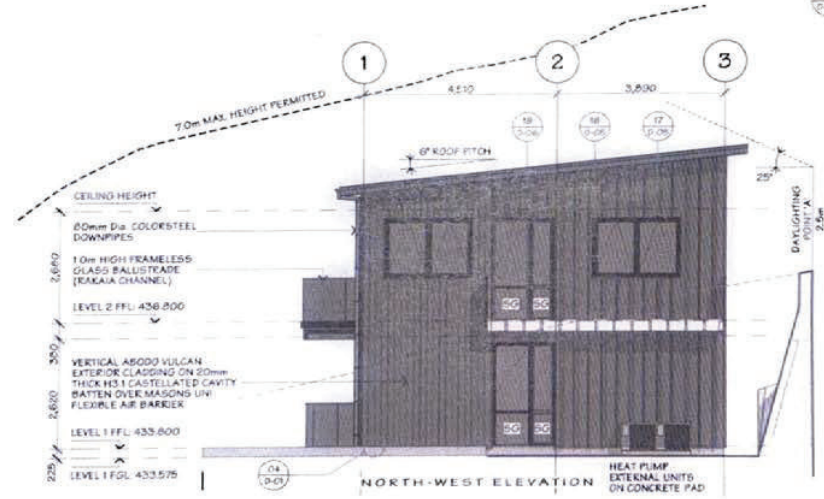 1
2
3
7.0m MAX. HEIGHT PERMITTED
4,510
3,890
6° ROOF PITCH
25°
DAYLIGHTING
POINT 'A'
2.5m
CEILING HEIGHT
80mm Dia. COLORSTEEL
DOWNPIPES
1.0m HIGH FRAMELESS
GLASS BALUSTRADE
(RAKAIA CHANNEL)
LEVEL 2 FFL: 436.800
VERTICAL ABODO VULCAN
EXTERIOR CLADDING ON 20mm
THICK H3.1 CASTELLATED CAVITY
BATTEN OVER MASONS UNI
FLEXIBLE AIR BARRIER
LEVEL 1 FFL: 433.800
LEVEL 1 FGL: 433.575
380
2,620
225
SG SG
SG SG
04
D-01
NORTH-WEST ELEVATION
HEAT PUMP
EXTERNAL UNITS
ON CONCRETE PAD